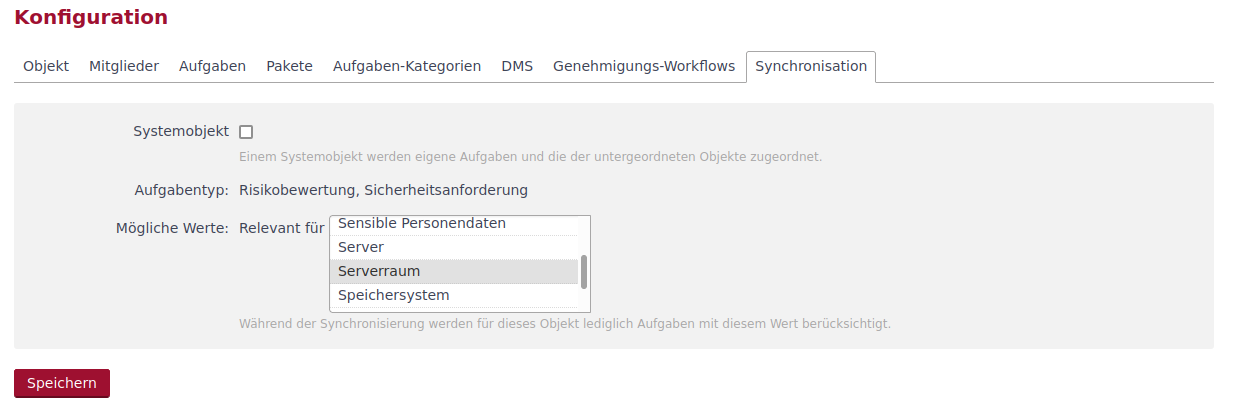 Konfiguration
Objekt Mitglieder Aufgaben Pakete Aufgaben-Kategorien DMS Genehmigungs-Workflows Synchronisation
Systemobjekt
Einem Systemobjekt werden eigene Aufgaben und die der untergeordneten Objekte zugeordnet.
Aufgabentyp: Risikobewertung, Sicherheitsanforderung
Sensible Personendaten
Mögliche Werte: Relevant für
Server
Serverraum
Speichersystem
Während der Synchronisierung werden für dieses Objekt lediglich Aufgaben mit diesem Wert berücksichtigt.
Speichern